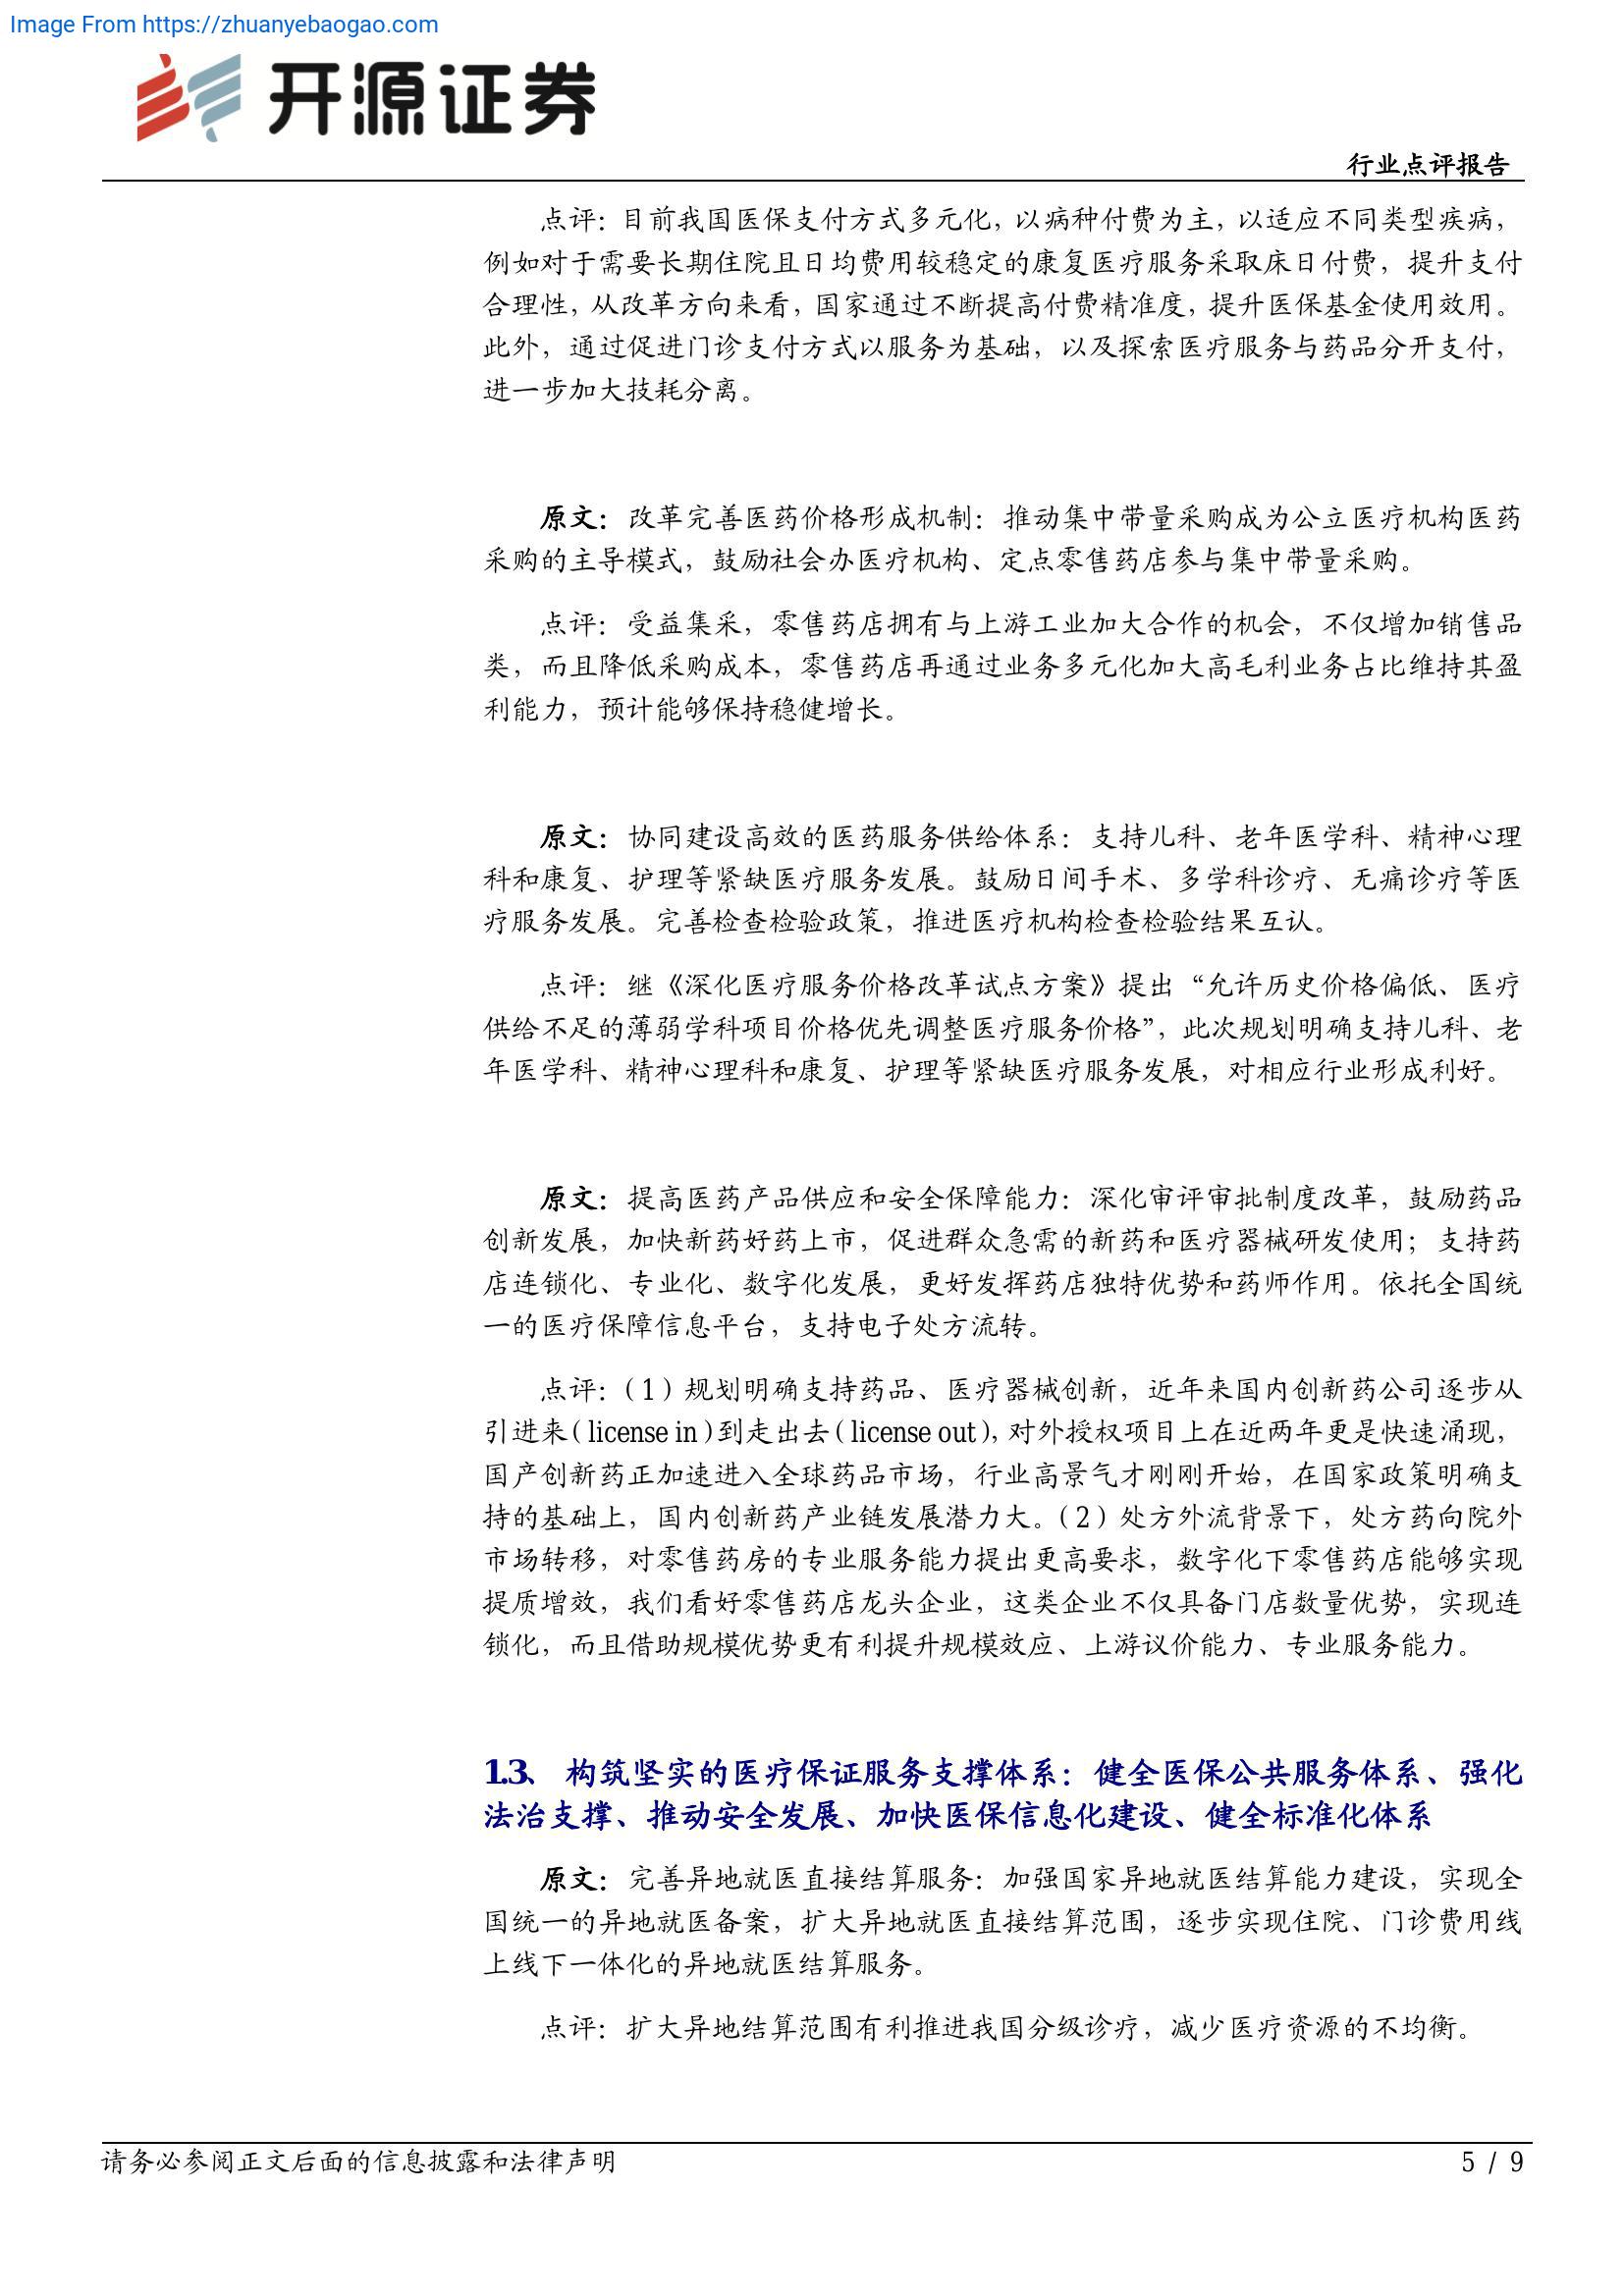 Image From https://zhuanyebaogao.com
开源证券
行业点评报告
点评：目前我国医保支付方式多元化，以病种付费为主，以适应不同类型疾病，
例如对于需要长期住院且日均费用较稳定的康复医疗服务采取床日付费，提升支付
合理性，从改革方向来看，国家通过不断提高付费精准度，提升医保基金使用效用。
此外，通过促进门诊支付方式以服务为基础，以及探索医疗服务与药品分开支付，
进一步加大技耗分离。
原文：改革完善医药价格形成机制：推动集中带量采购成为公立医疗机构医药
采购的主导模式，鼓励社会办医疗机构、定点零售药店参与集中带量采购。
点评：受益集采，零售药店拥有与上游工业加大合作的机会，不仅增加销售品
类，而且降低采购成本，零售药店再通过业务多元化加大高毛利业务占比维持其盈
利能力，预计能够保持稳健增长。
原文：协同建设高效的医药服务供给体系：支持儿科、老年医学科、精神心理
科和康复、护理等紧缺医疗服务发展。鼓励日间手术、多学科诊疗、无痛诊疗等医
疗服务发展。完善检查检验政策，推进医疗机构检查检验结果互认。
点评：继《深化医疗服务价格改革试点方案》提出“允许历史价格偏低、医疗
供给不足的薄弱学科项目价格优先调整医疗服务价格”，此次规划明确支持儿科、老
年医学科、精神心理科和康复、护理等紧缺医疗服务发展，对相应行业形成利好。
原文：提高医药产品供应和安全保障能力：深化审评审批制度改革，鼓励药品
创新发展，加快新药好药上市，促进群众急需的新药和医疗器械研发使用；支持药
店连锁化、专业化、数字化发展，更好发挥药店独特优势和药师作用。依托全国统
一的医疗保障信息平台，支持电子处方流转。
点评：（1）规划明确支持药品、医疗器械创新，近年来国内创新药公司逐步从
引进来（license in）到走出去（license out），对外授权项目上在近两年更是快速涌现，
国产创新药正加速进入全球药品市场，行业高景气才刚刚开始，在国家政策明确支
持的基础上，国内创新药产业链发展潜力大。（2）处方外流背景下，处方药向院外
市场转移，对零售药房的专业服务能力提出更高要求，数字化下零售药店能够实现
提质增效，我们看好零售药店龙头企业，这类企业不仅具备门店数量优势，实现连
锁化，而且借助规模优势更有利提升规模效应、上游议价能力、专业服务能力。
1.3、 构筑坚实的医疗保证服务支撑体系：健全医保公共服务体系、强化
法治支撑、推动安全发展、加快医保信息化建设、健全标准化体系
原文：完善异地就医直接结算服务：加强国家异地就医结算能力建设，实现全
国统一的异地就医备案，扩大异地就医直接结算范围，逐步实现住院、门诊费用线
上线下一体化的异地就医结算服务。
点评：扩大异地结算范围有利推进我国分级诊疗，减少医疗资源的不均衡。
请务必参阅正文后面的信息披露和法律声明
5 / 9